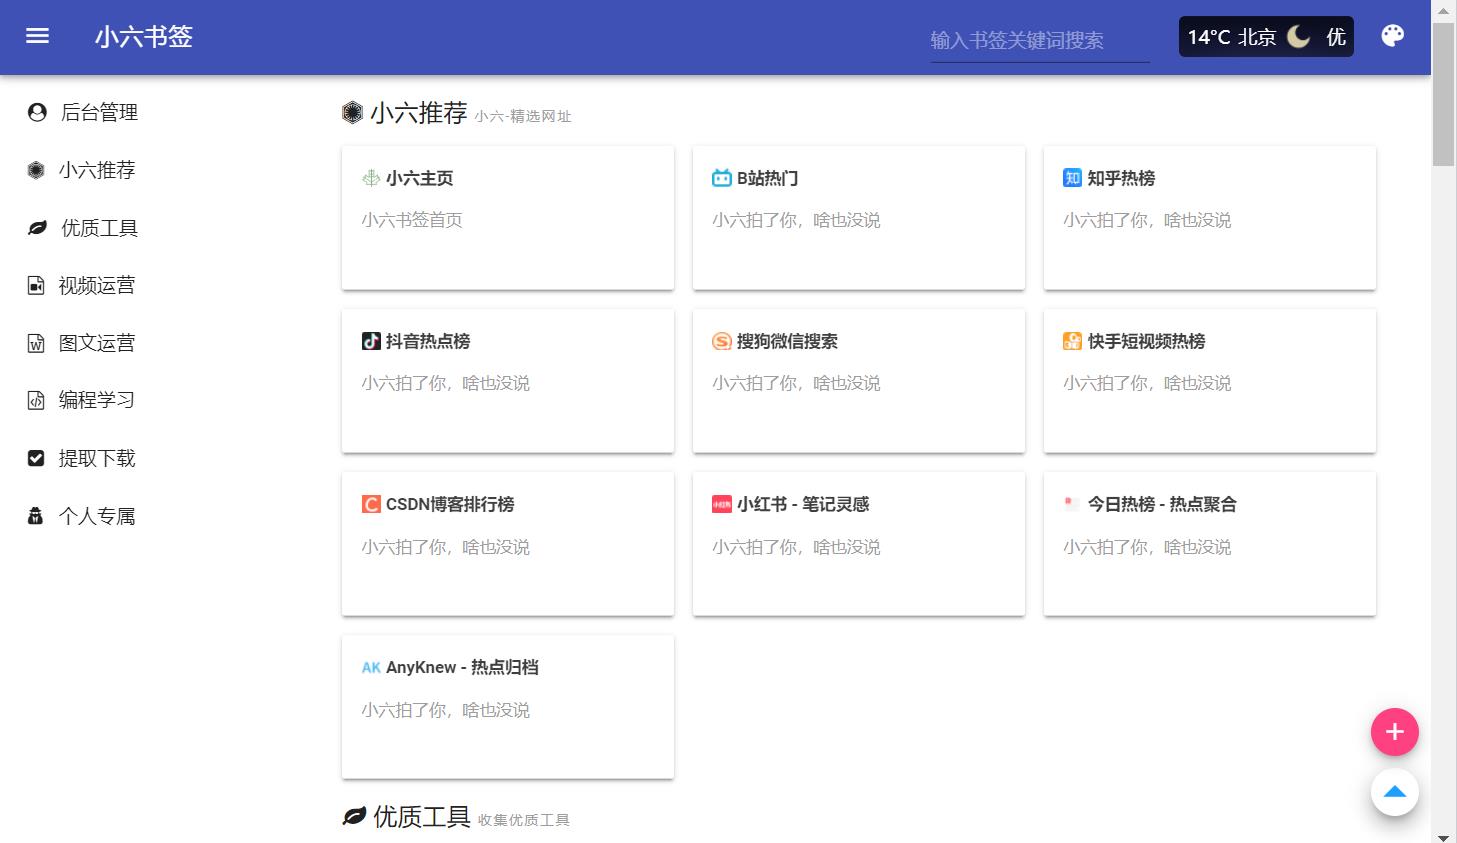 小六书签
输入书签关键词搜索
14°C 北京 优
后台管理
小六推荐
优质工具
视频运营
图文运营
编程学习
提取下载
个人专属
小六推荐 小六-精选网址
小六主页
小六书签首页
B站热门
小六拍了你，啥也没说
知 知乎热榜
小六拍了你，啥也没说
抖音热点榜
小六拍了你，啥也没说
S 搜狗微信搜索
小六拍了你，啥也没说
快手短视频热榜
小六拍了你，啥也没说
C CSDN博客排行榜
小六拍了你，啥也没说
小红书 小红书 - 笔记灵感
小六拍了你，啥也没说
今日热榜 - 热点聚合
小六拍了你，啥也没说
AK AnyKnew - 热点归档
小六拍了你，啥也没说
优质工具 收集优质工具